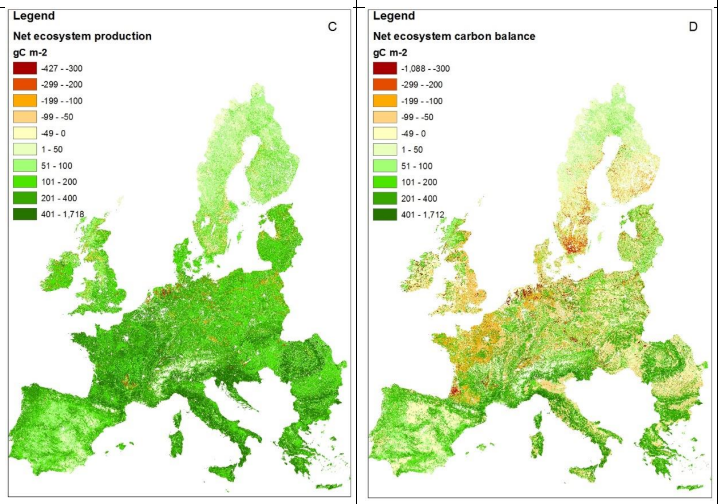 Legend
C
Net ecosystem production
gC m-2
-427 - -300
-299 - -200
-199 - -100
-99 - -50
-49 - 0
1 - 50
51 - 100
101 - 200
201 - 400
401 - 1,718
Legend
D
Net ecosystem carbon balance
gC m-2
-1,088 - -300
-299 - -200
-199 - -100
-99 - -50
-49 - 0
1 - 50
51 - 100
101 - 200
201 - 400
401 - 1,712